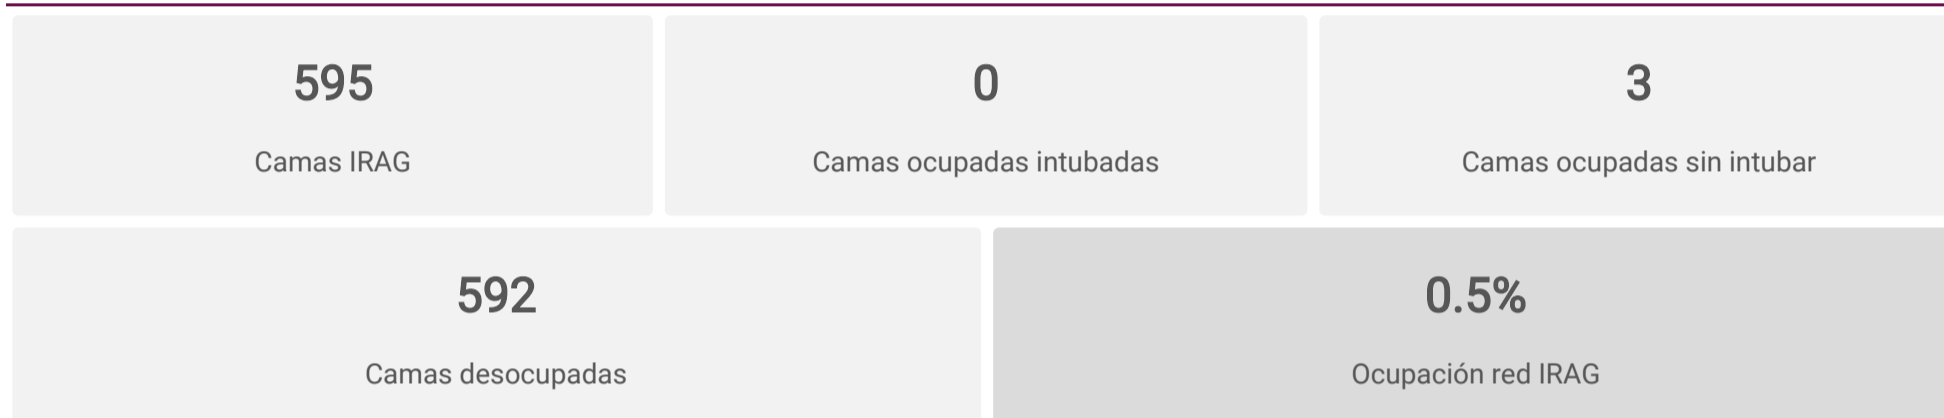 595
Camas IRAG
0
Camas ocupadas intubadas
3
Camas ocupadas sin intubar
592
Camas desocupadas
0.5%
Ocupación red IRAG